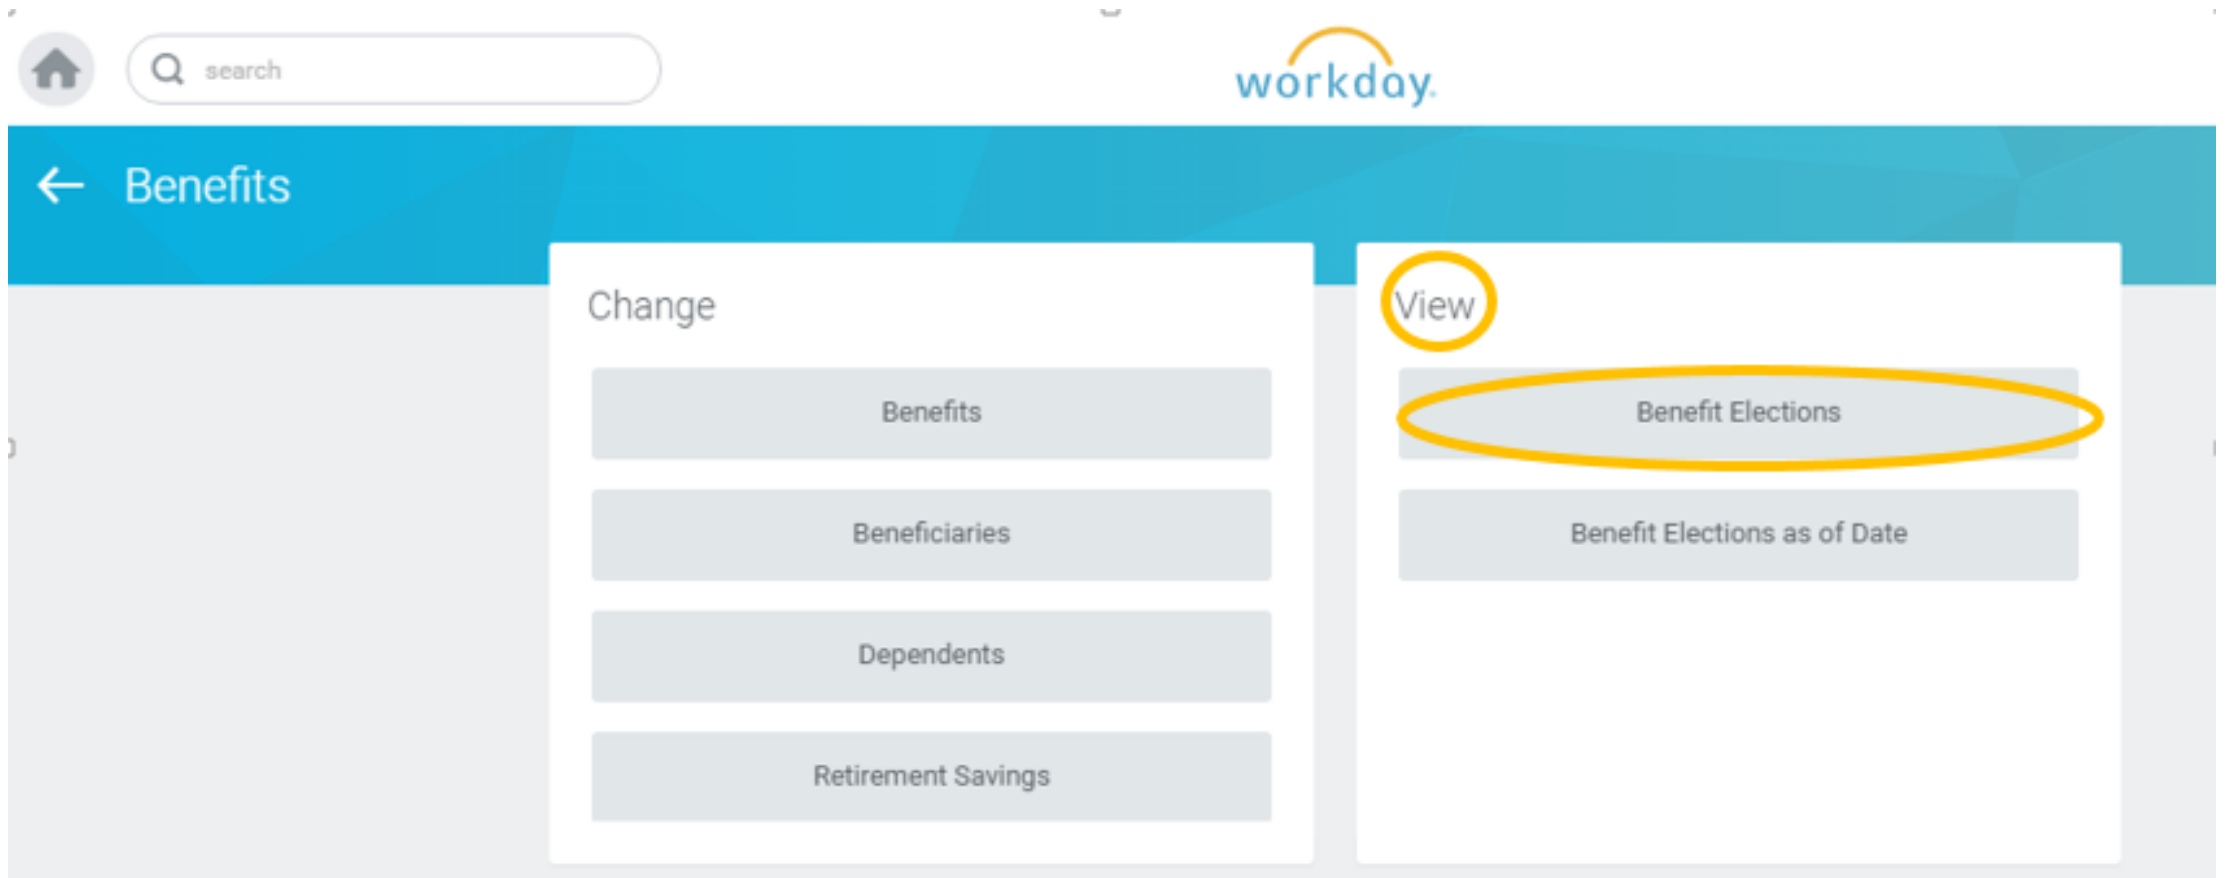 search
workday.
Benefits
Change
Benefits
Beneficiaries
Dependents
Retirement Savings
View
Benefit Elections
Benefit Elections as of Date